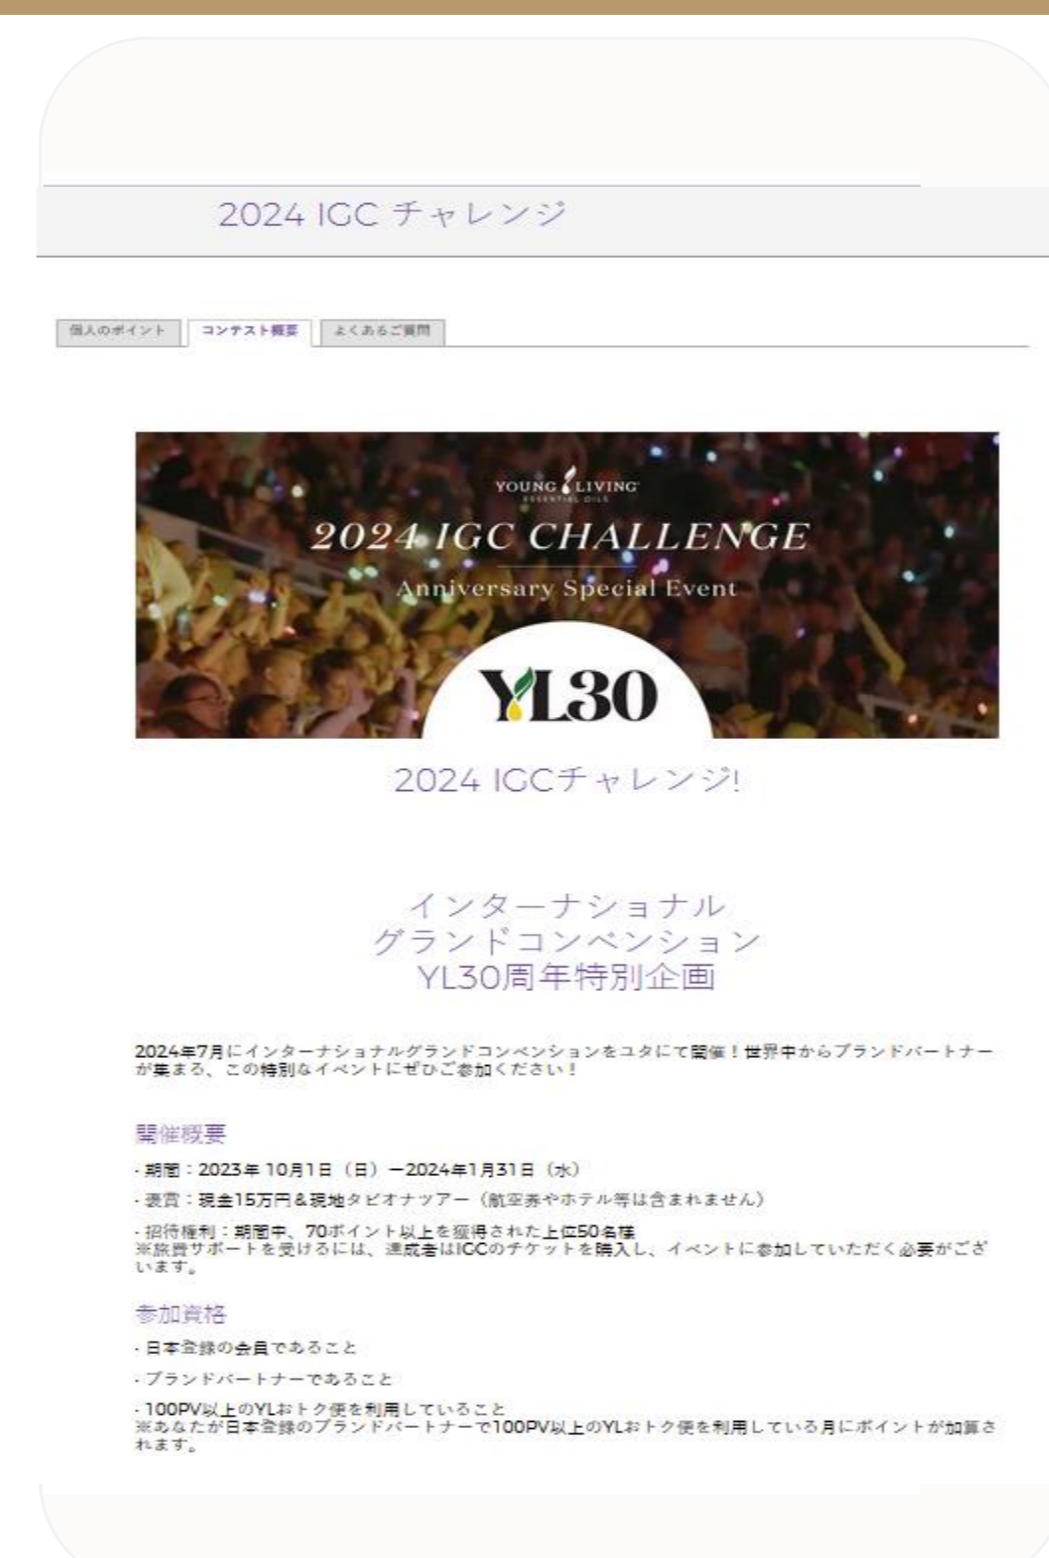 2024 IGC チャレンジ
個人のポイント
コンテスト概要
よくあるご質問
YOUNG LIVING
ESSENTIAL OILS
2024 IGC CHALLENGE
Anniversary Special Event
YL30
2024 IGCチャレンジ!
インターナショナル
グランドコンベンション
YL30周年特別企画
2024年7月にインターナショナルグランドコンベンションをユタにて開催！世界中からブランドパートナー
が集まる、この特別なイベントにぜひご参加ください！
開催概要
· 期間：2023年 10月1日（日）ー2024年1月31日（水）
· 褒賞：現金15万円＆現地タビオナツアー（航空券やホテル等は含まれません）
· 招待権利：期間中、70ポイント以上を獲得された上位50名様
※旅費サポートを受けるには、達成者はIGCのチケットを購入し、イベントに参加していただく必要がござ
います。
参加資格
· 日本登録の会員であること
· ブランドパートナーであること
· 100PV以上のYLおトク便を利用していること
※あなたが日本登録のブランドパートナーで100PV以上のYLおトク便を利用している月にポイントが加算さ
れます。